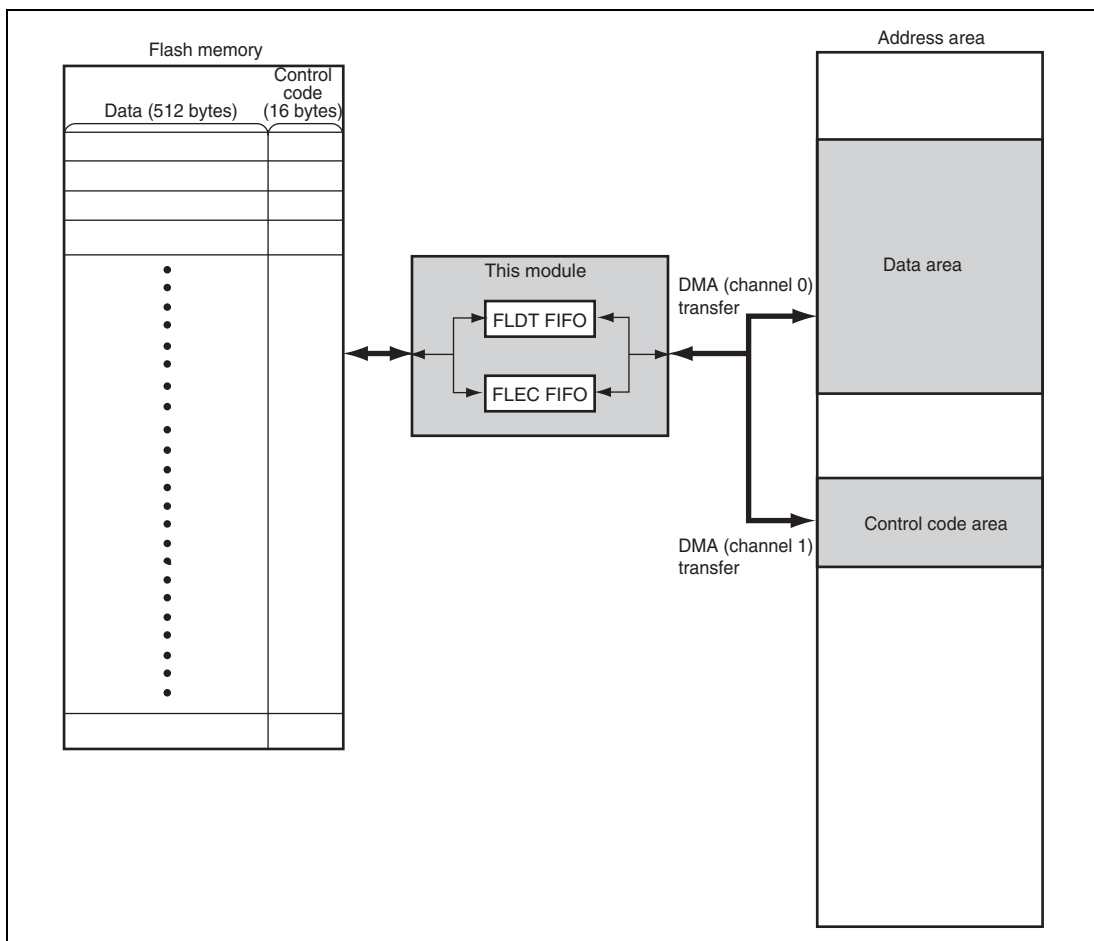 Flash memory
Control
code
Data (512 bytes) (16 bytes)
This module
FLDT FIFO
FLEC FIFO
DMA (channel 0)
transfer
DMA (channel 1)
transfer
Address area
Data area
Control code area